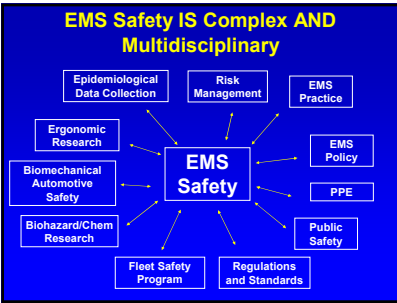 EMS Safety IS Complex AND
Multidisciplinary
Epidemiological
Data Collection
Risk
Management
EMS
Practice
Ergonomic
Research
EMS
Policy
EMS
Safety
Biomechanical
Automotive
Safety
PPE
Biohazard/Chem
Research
Public
Safety
Fleet Safety
Program
Regulations
and Standards